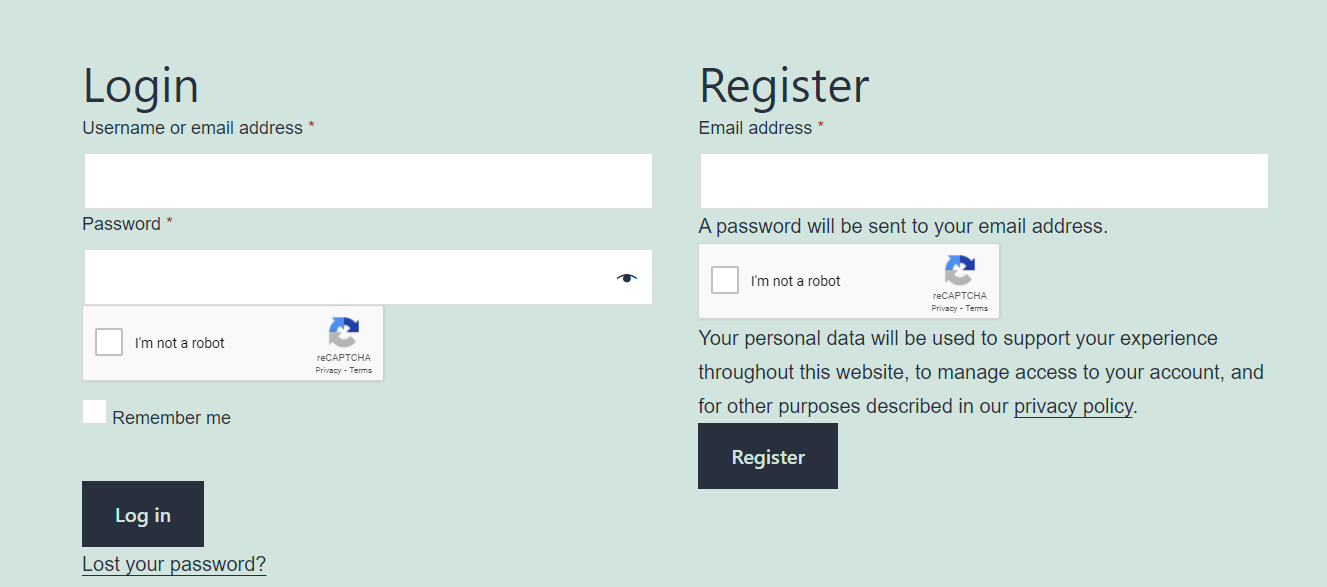 Login
Username or email address *
Password *
I'm not a robot
reCAPTCHA
Privacy - Terms
Remember me
Log in
Lost your password?
Register
Email address *
A password will be sent to your email address.
I'm not a robot
reCAPTCHA
Privacy - Terms
Your personal data will be used to support your experience
throughout this website, to manage access to your account, and
for other purposes described in our privacy policy.
Register